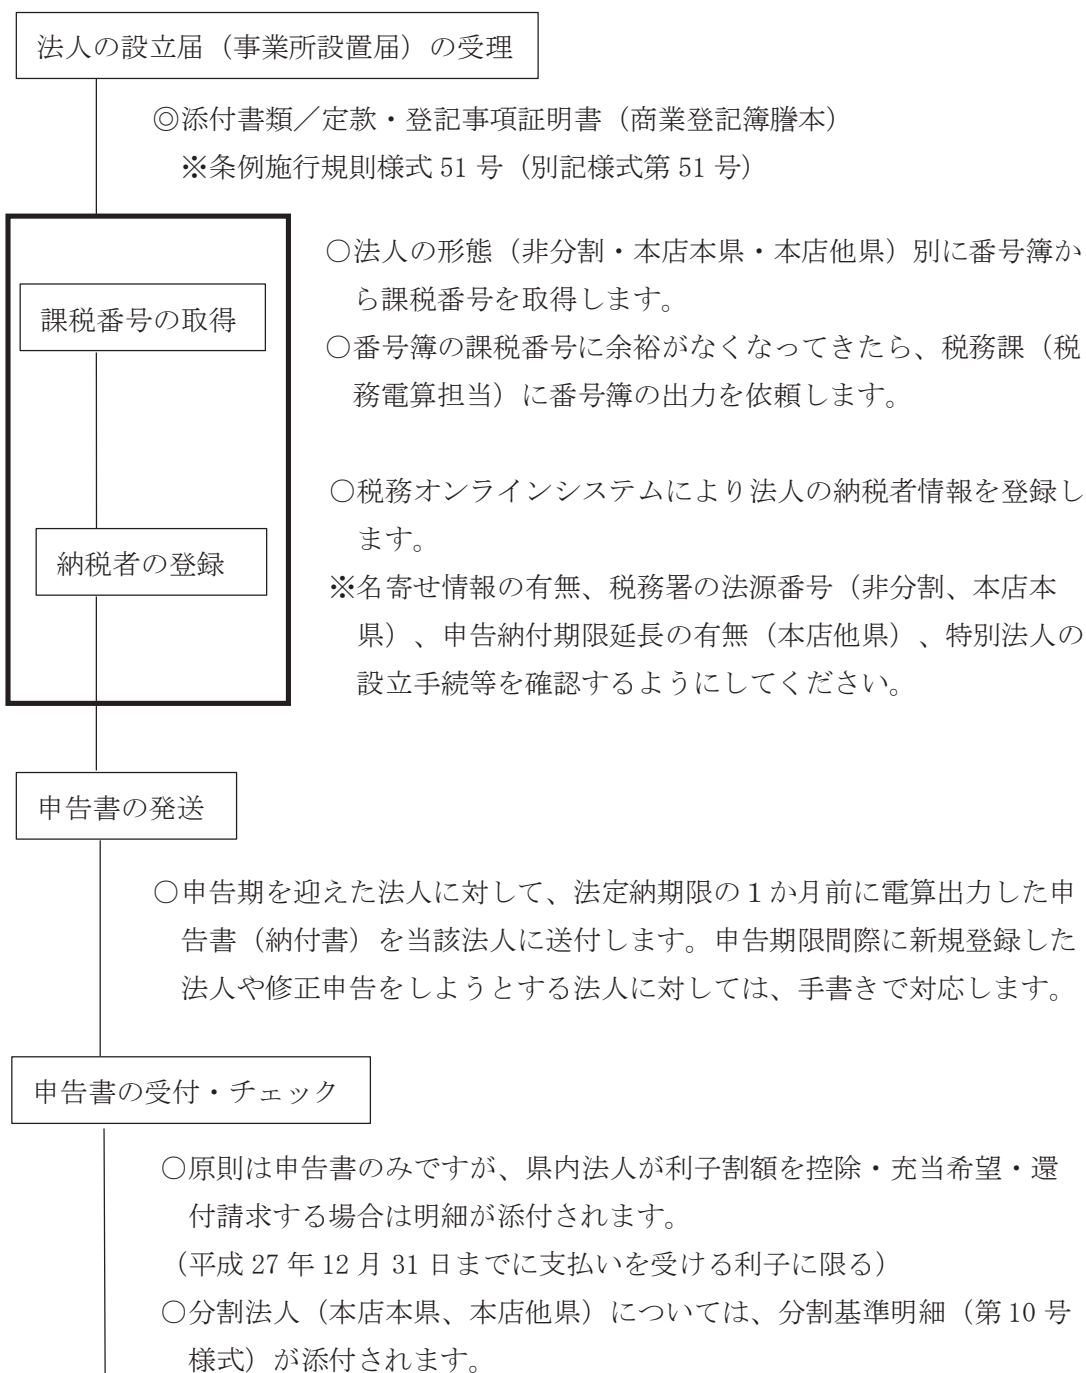 法人の設立届（事業所設置届）の受理
◎添付書類／定款・登記事項証明書（商業登記簿謄本）
※条例施行規則様式 51 号（別記様式第 51 号）
○法人の形態（非分割・本店本県・本店他県）別に番号簿か
ら課税番号を取得します。
課税番号の取得
○番号簿の課税番号に余裕がなくなってきたら、税務課（税
務電算担当）に番号簿の出力を依頼します。
○税務オンラインシステムにより法人の納税者情報を登録し
ます。
納税者の登録
※名寄せ情報の有無、税務署の法源番号（非分割、本店本
県）、申告納付期限延長の有無（本店他県）、特別法人の
設立手続等を確認するようにしてください。
申告書の発送
○申告期を迎えた法人に対して、法定納期限の１か月前に電算出力した申
告書（納付書）を当該法人に送付します。申告期限間際に新規登録した
法人や修正申告をしようとする法人に対しては、手書きで対応します。
申告書の受付・チェック
○原則は申告書のみですが、県内法人が利子割額を控除・充当希望・還
付請求する場合は明細が添付されます。
（平成 27 年 12 月 31 日までに支払いを受ける利子に限る）
○分割法人（本店本県、本店他県）については、分割基準明細（第 10 号
様式）が添付されます。